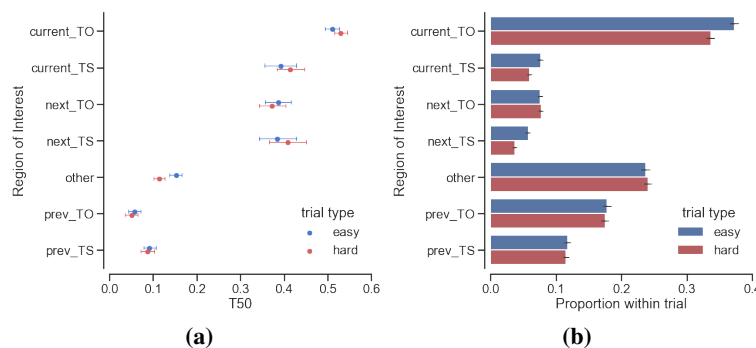 Region of Interest
current_TO
current_TS
next_TO
next_TS
other
prev_TO
prev_TS
trial type
easy
hard
0.0 0.1 0.2 0.3 0.4 0.5 0.6
T50
(a)
Region of Interest
current_TO
current_TS
next_TO
next_TS
other
prev_TO
prev_TS
trial type
easy
hard
0.0 0.1 0.2 0.3 0.4
Proportion within trial
(b)